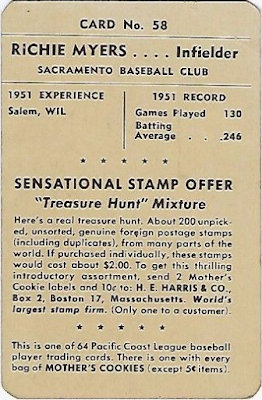 CARD No. 58
RICHIE MYERS . . . . Infielder
SACRAMENTO BASEBALL CLUB
1951 EXPERIENCE
Salem, WIL
1951 RECORD
Games Played 130
Batting
Average . . .246
★ ★ ★ ★ ★
SENSATIONAL STAMP OFFER
"Treasure Hunt" Mixture
Here's a real treasure hunt. About 200 unpick-
ed, unsorted, genuine foreign postage stamps
(including duplicates), from many parts of the
world. If purchased individually, these stamps
would cost about $2.00. To get this thrilling
introductory assortment, send 2 Mother's
Cookie labels and 10c to: H. E. HARRIS & CO.,
Box 2, Boston 17, Massachusetts. World's
largest stamp firm. (Only one to a customer).
★ ★ ★ ★ ★
This is one of 64 Pacific Coast League baseball
player trading cards. There is one with every
bag of MOTHER'S COOKIES (except 5¢ items).